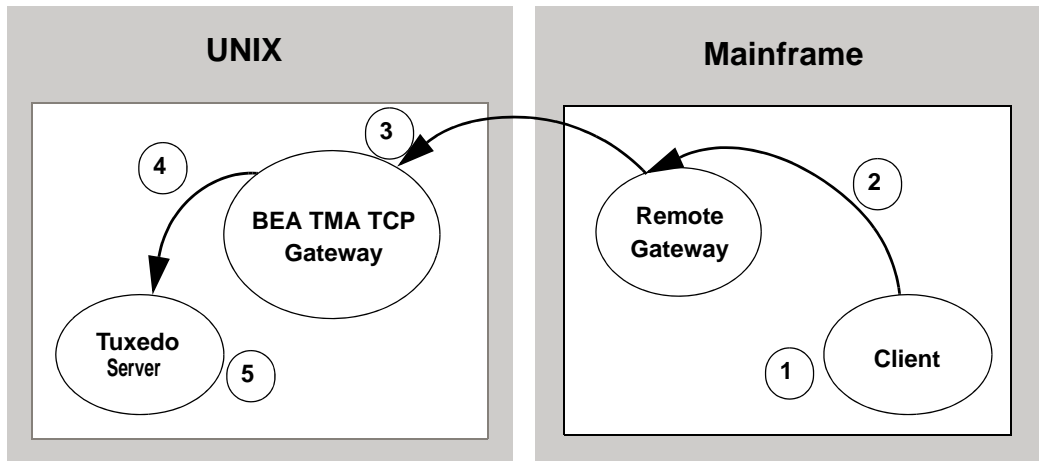 UNIX
3
4
BEA TMA TCP
Gateway
Tuxedo
Server
5
Mainframe
2
Remote
Gateway
1
Client